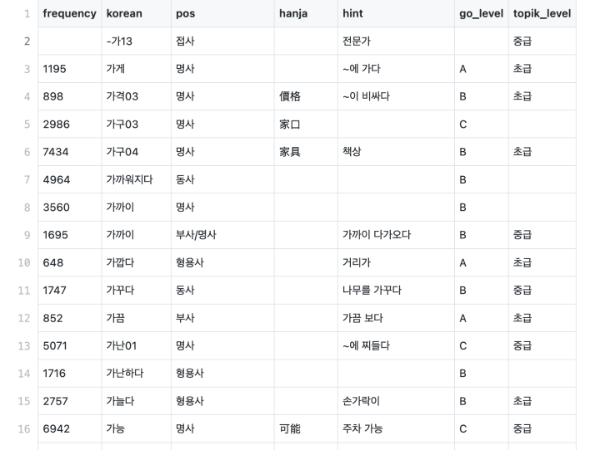 1 frequency korean pos hanja hint go_level topik_level
2 -가13 접사 전문가 중급
3 1195 가게 명사 ~에 가다 A 초급
4 898 가격03 명사 價格 ~이 비싸다 B 초급
5 2986 가구03 명사 家口 C
6 7434 가구04 명사 家具 책상 B 초급
7 4964 가까워지다 동사 B
8 3560 가까이 명사 B
9 1695 가까이 부사/명사 가까이 다가오다 B 중급
10 648 가깝다 형용사 거리가 A 초급
11 1747 가꾸다 동사 나무를 가꾸다 B 중급
12 852 가끔 부사 가끔 보다 A 초급
13 5071 가난01 명사 ~에 찌들다 C 중급
14 1716 가난하다 형용사 B
15 2757 가늘다 형용사 손가락이 B 초급
16 6942 가능 명사 可能 주차 가능 C 중급